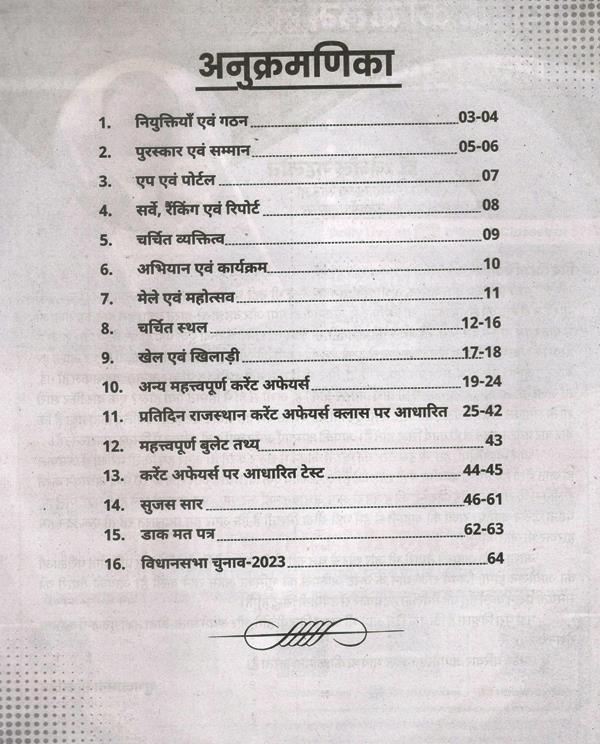 अनुक्रमणिका
1. नियुक्तियाँ एवं गठन 03-04
2. पुरस्कार एवं सम्मान 05-06
3. एप एवं पोर्टल 07
4. सर्वे, रैंकिंग एवं रिपोर्ट 08
5. चर्चित व्यक्तित्व 09
6. अभियान एवं कार्यक्रम 10
7. मेले एवं महोत्सव 11
8. चर्चित स्थल 12-16
9. खेल एवं खिलाड़ी 17-18
10. अन्य महत्त्वपूर्ण करेंट अफेयर्स 19-24
11. प्रतिदिन राजस्थान करेंट अफेयर्स क्लास पर आधारित 25-42
12. महत्त्वपूर्ण बुलेट तथ्य 43
13. करेंट अफेयर्स पर आधारित टेस्ट 44-45
14. सुजस सार 46-61
15. डाक मत पत्र 62-63
16. विधानसभा चुनाव-2023 64